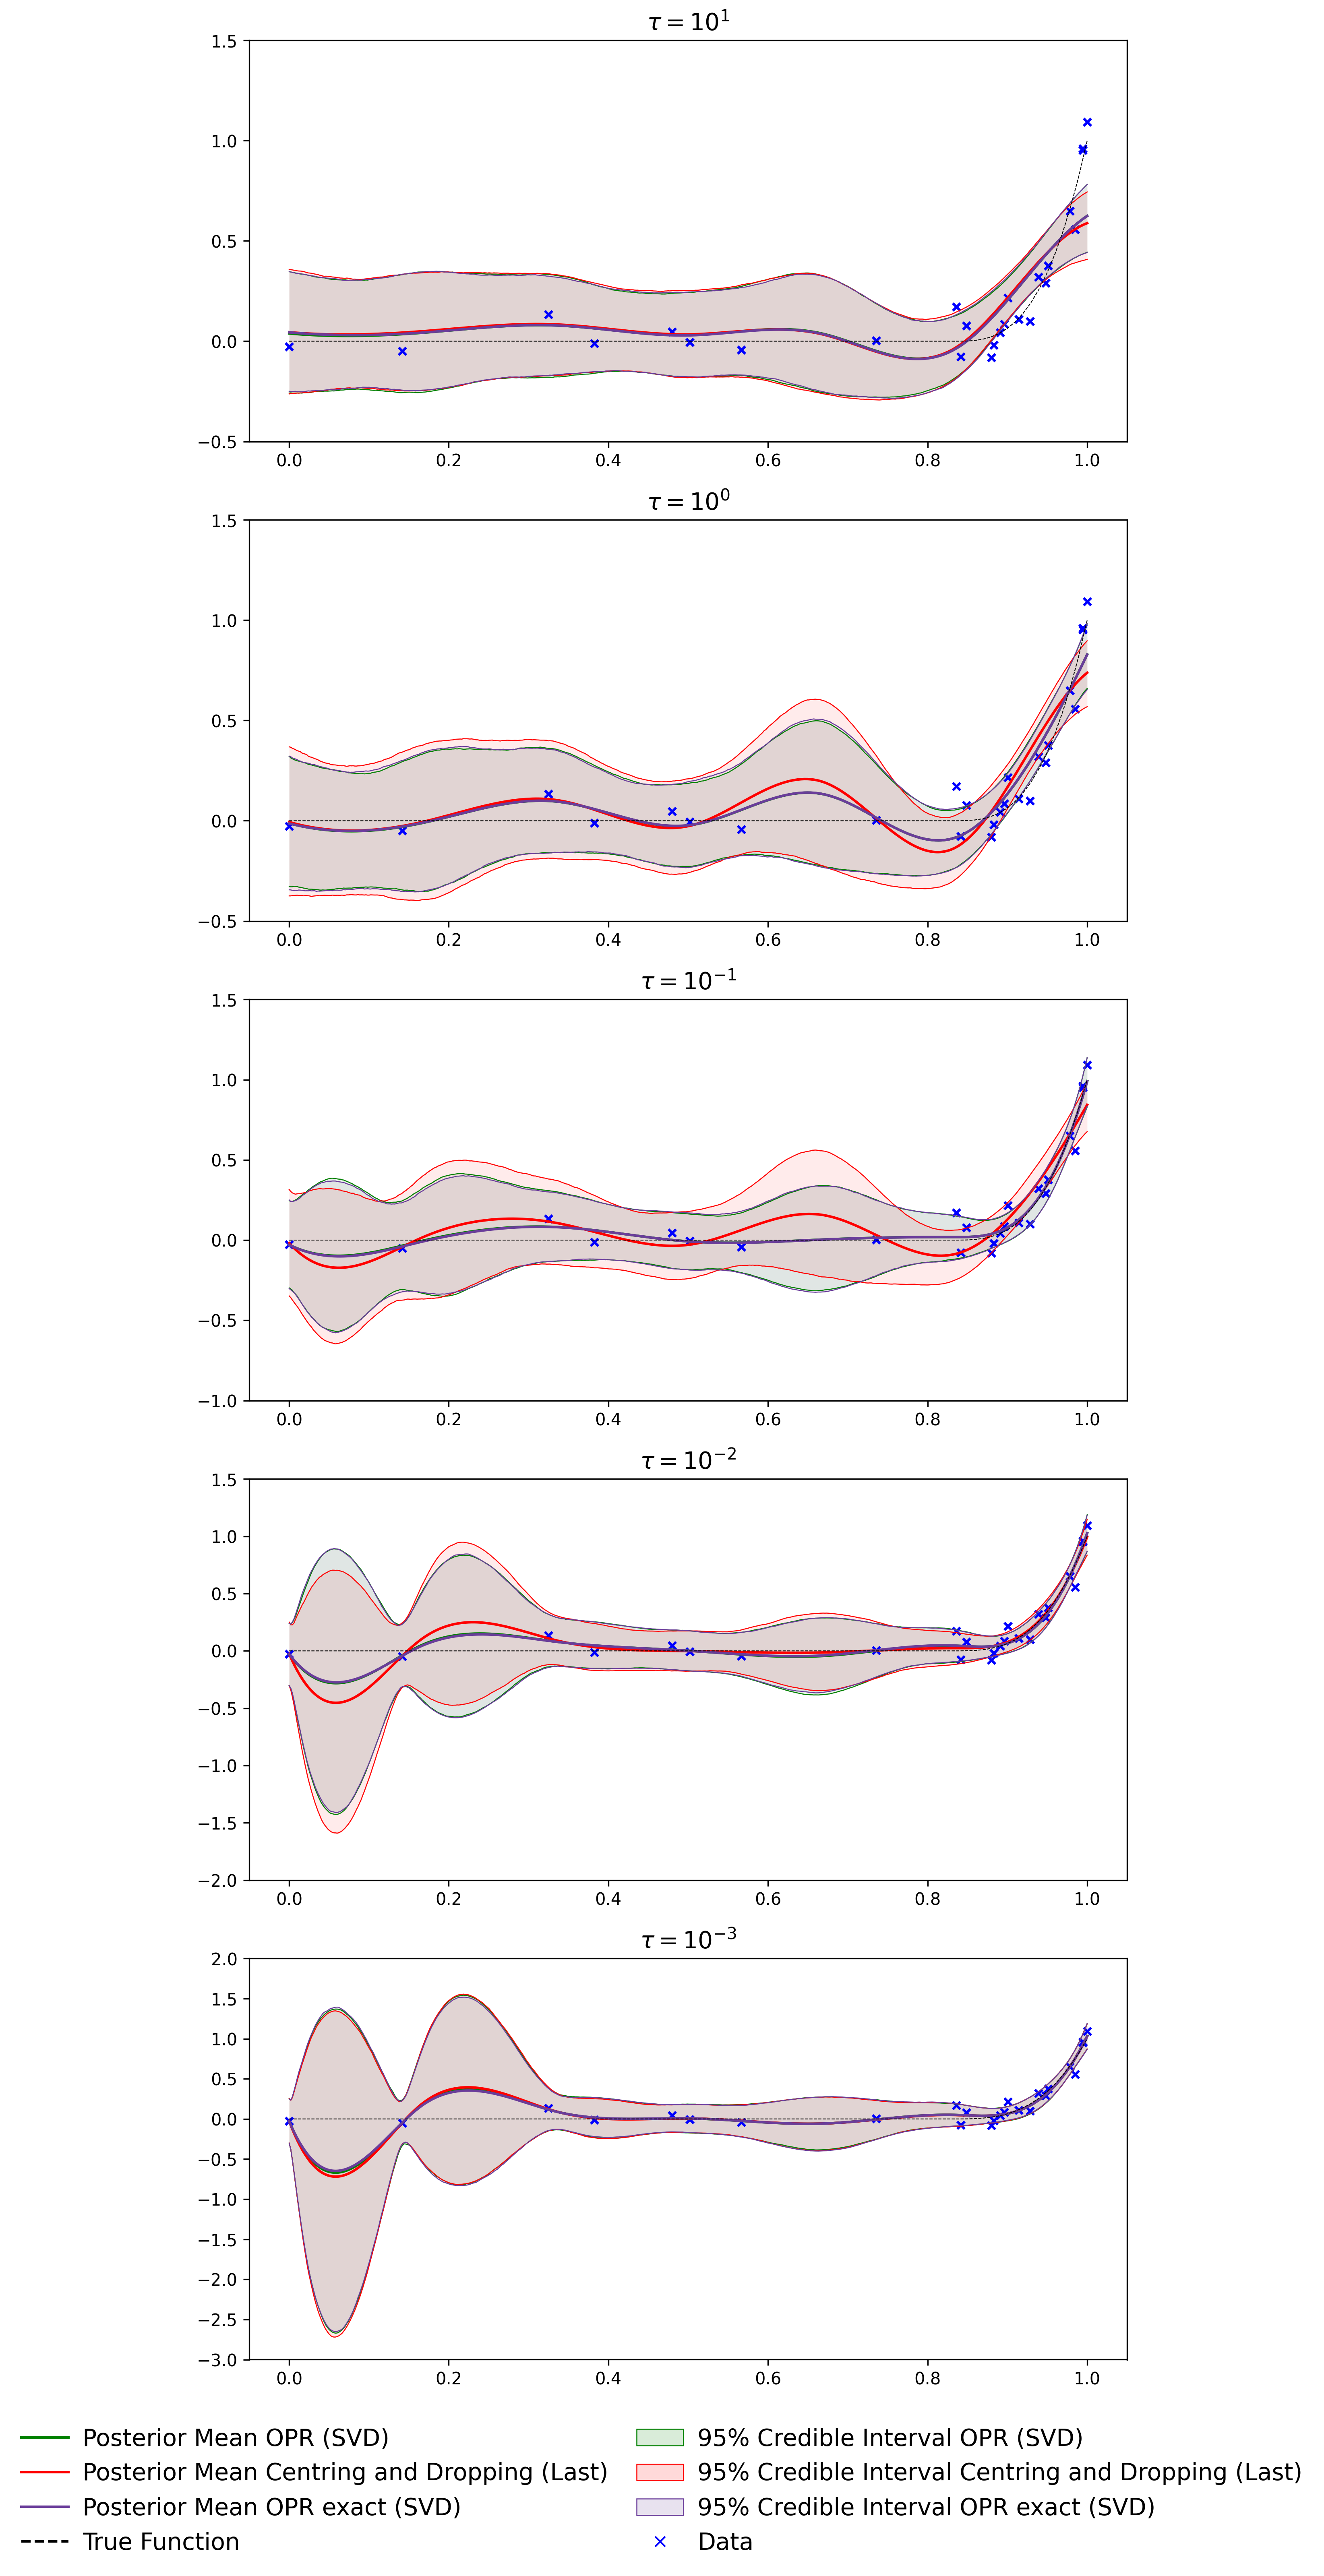 τ = 10¹
1.5
1.0
0.5
0.0
−0.5
0.0 0.2 0.4 0.6 0.8 1.0
τ = 10⁰
1.5
1.0
0.5
0.0
−0.5
0.0 0.2 0.4 0.6 0.8 1.0
τ = 10⁻¹
1.5
1.0
0.5
0.0
−0.5
−1.0
0.0 0.2 0.4 0.6 0.8 1.0
τ = 10⁻²
1.5
1.0
0.5
0.0
−0.5
−1.0
−1.5
−2.0
0.0 0.2 0.4 0.6 0.8 1.0
τ = 10⁻³
2.0
1.5
1.0
0.5
0.0
−0.5
−1.0
−1.5
−2.0
−2.5
−3.0
0.0 0.2 0.4 0.6 0.8 1.0
Posterior Mean OPR (SVD)
Posterior Mean Centring and Dropping (Last)
Posterior Mean OPR exact (SVD)
True Function
95% Credible Interval OPR (SVD)
95% Credible Interval Centring and Dropping (Last)
95% Credible Interval OPR exact (SVD)
Data